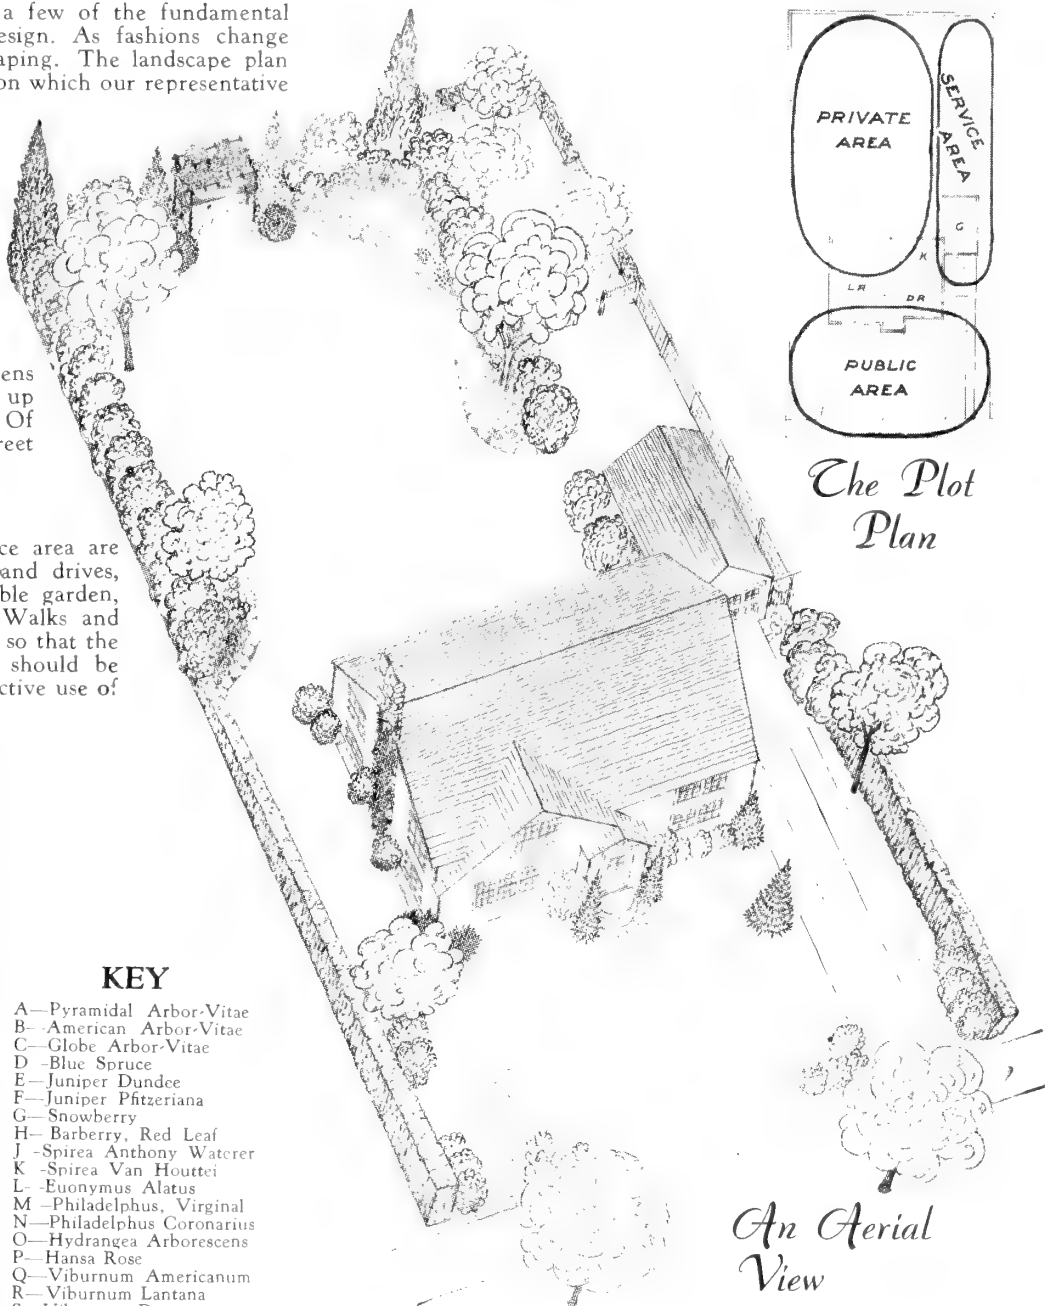 a few of the fundamental
esign. As fashions change
aping. The landscape plan
on which our representative
PRIVATE
AREA
SERVICE
AREA
G
K
LR
DR
PUBLIC
AREA
The Plot
Plan
ens
up
Of
reet
ce area are
and drives,
ble garden,
Walks and
so that the
should be
ctive use of
KEY
A—Pyramidal Arbor-Vitae
B—American Arbor-Vitae
C—Globe Arbor-Vitae
D-Blue Spruce
E—Juniper Dundee
F—Juniper Pfitzeriana
G—Snowberry
H—Barberry, Red Leaf
J-Spirea Anthony Waterer
K-Spirea Van Houttei
L-Euonymus Alatus
M—Philadelphus, Virginal
N—Philadelphus Coronarius
O—Hydrangea Arborescens
P—Hansa Rose
Q—Viburnum Americanum
R—Viburnum Lantana
An Aerial
View